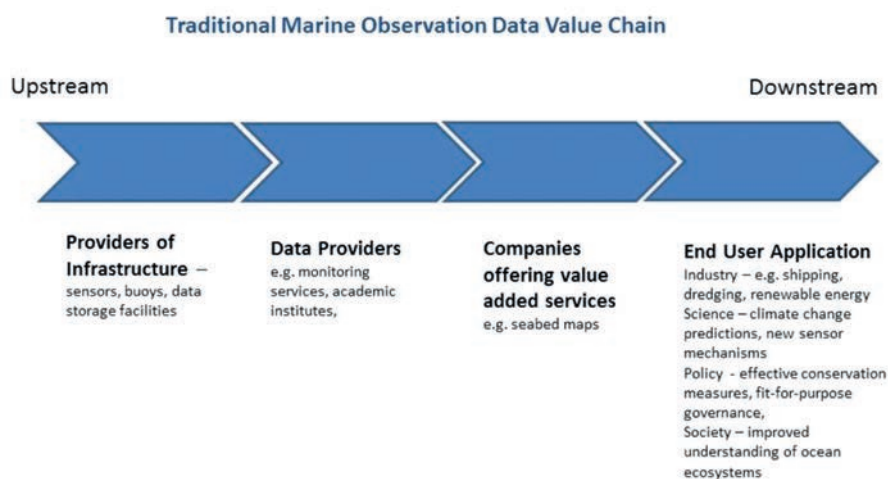 Traditional Marine Observation Data Value Chain
Upstream
Downstream
Providers of
Infrastructure –
sensors, buoys, data
storage facilities
Data Providers
e.g. monitoring
services, academic
institutes,
Companies
offering value
added services
e.g. seabed maps
End User Application
Industry – e.g. shipping,
dredging, renewable energy
Science – climate change
predictions, new sensor
mechanisms
Policy - effective conservation
measures, fit-for-purpose
governance,
Society – improved
understanding of ocean
ecosystems